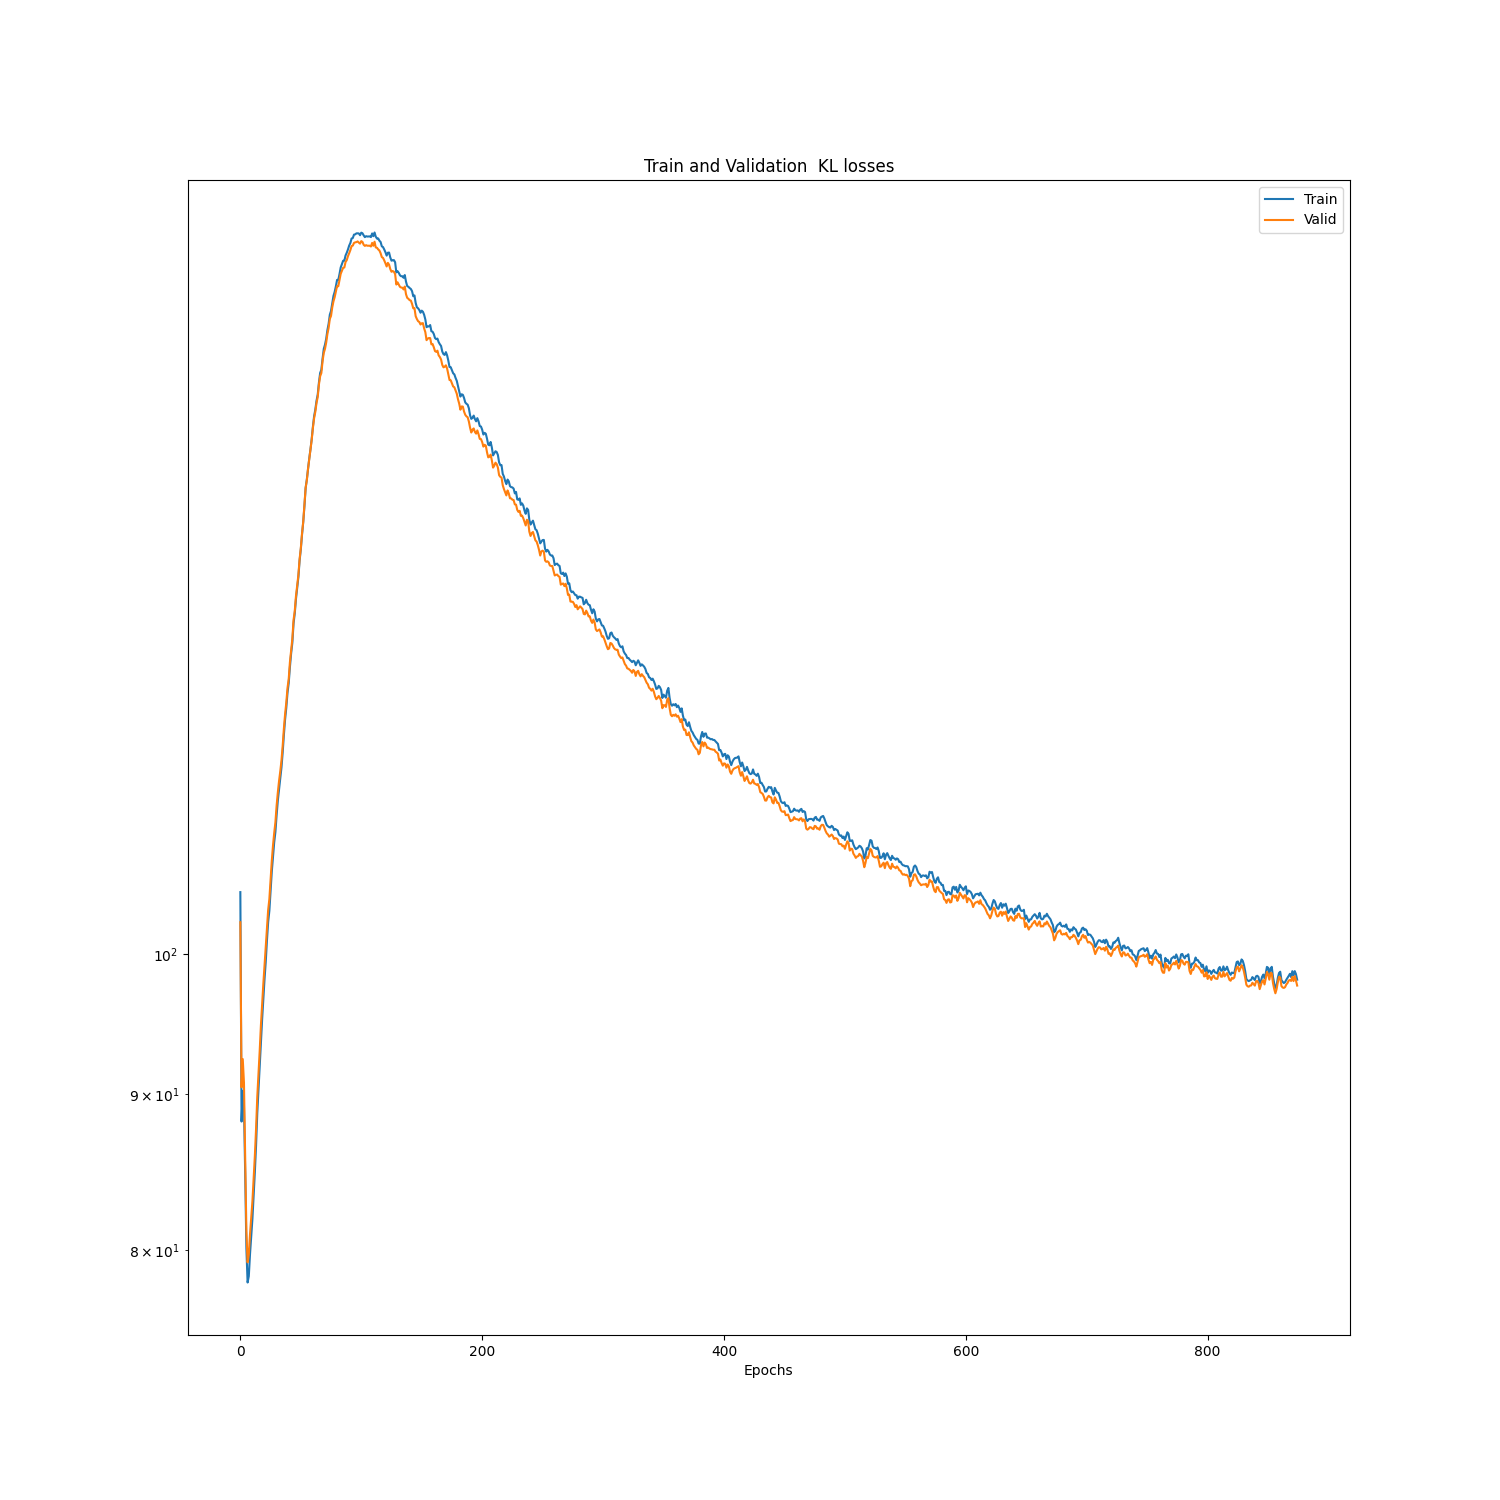 Train and Validation  KL losses
Train
Valid
10²
9 × 10¹
8 × 10¹
0 200 400 600 800
Epochs